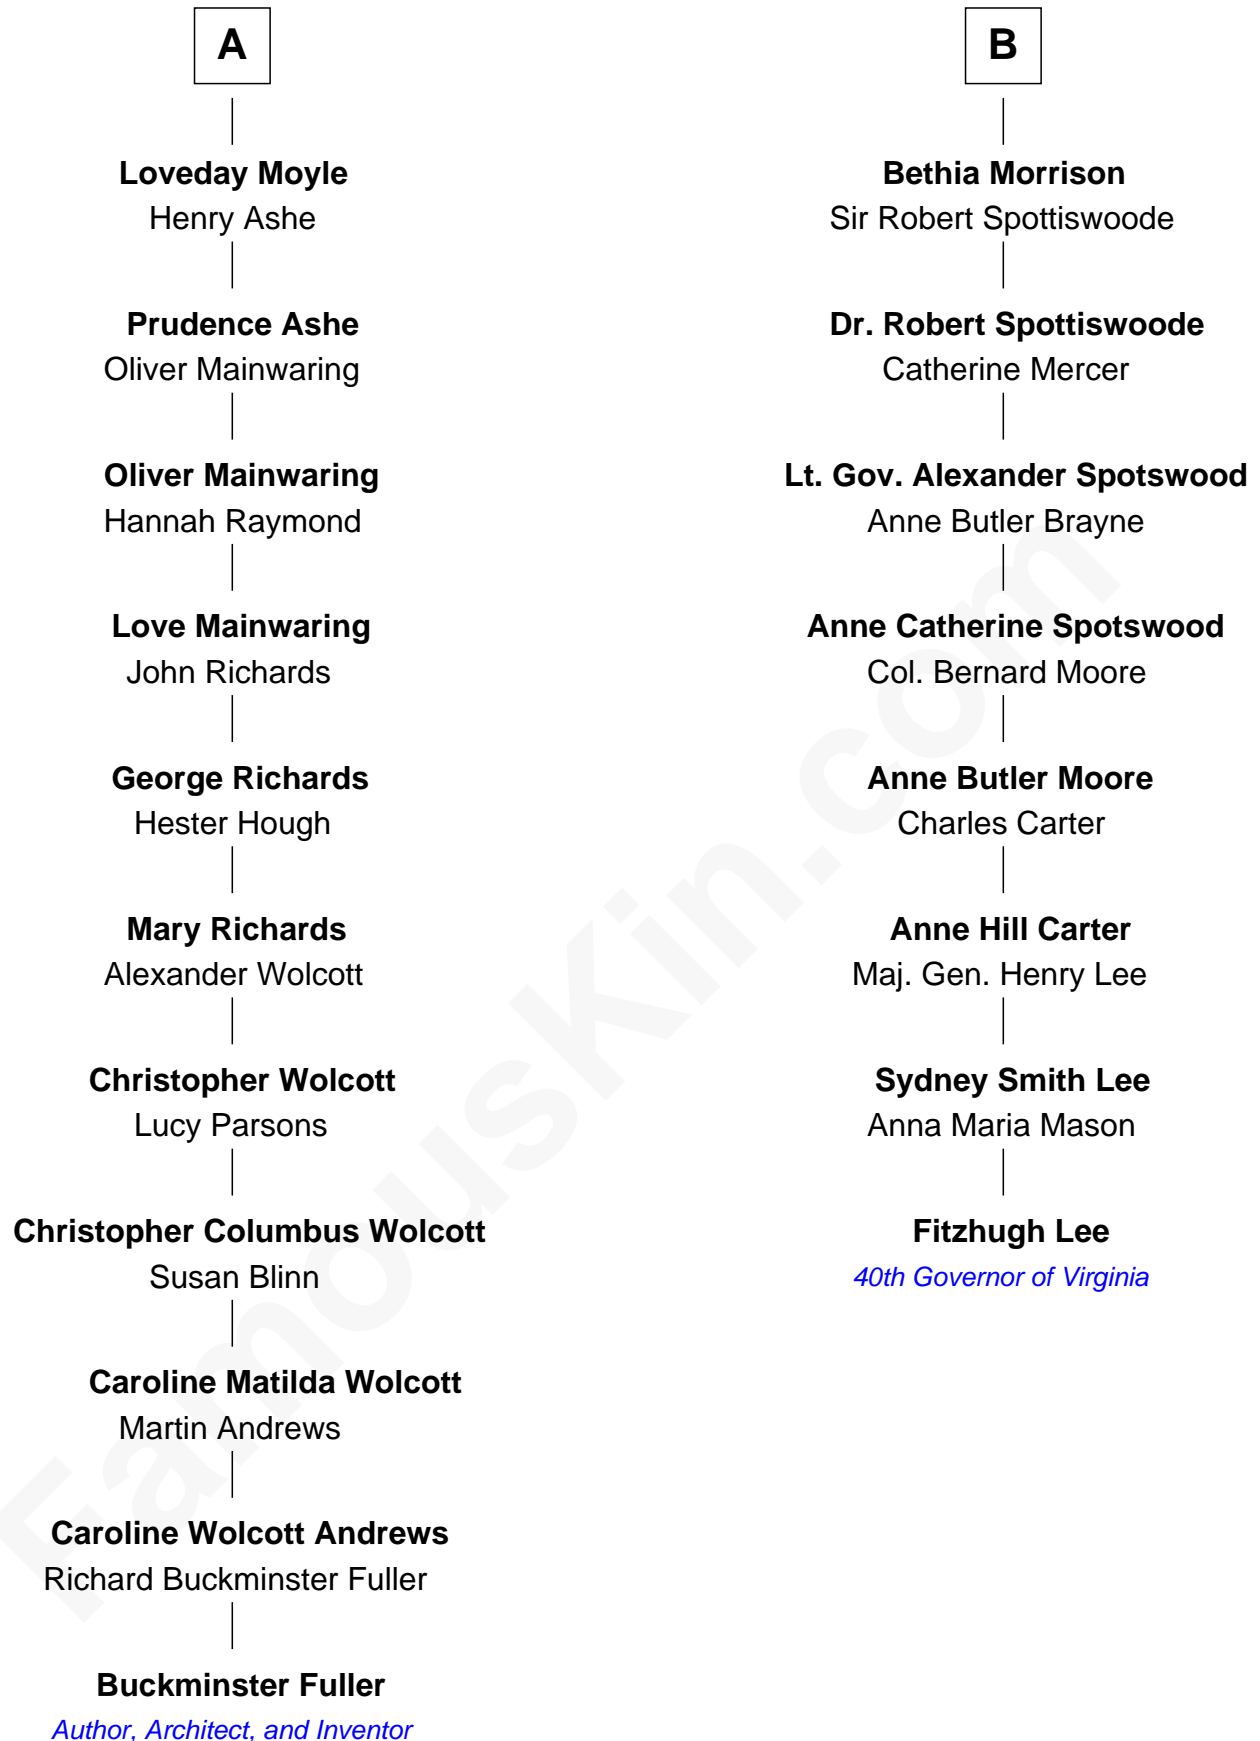 A
Loveday Moyle
Henry Ashe
Prudence Ashe
Oliver Mainwaring
Oliver Mainwaring
Hannah Raymond
Love Mainwaring
John Richards
George Richards
Hester Hough
Mary Richards
Alexander Wolcott
Christopher Wolcott
Lucy Parsons
Christopher Columbus Wolcott
Susan Blinn
Caroline Matilda Wolcott
Martin Andrews
Caroline Wolcott Andrews
Richard Buckminster Fuller
Buckminster Fuller
Author, Architect, and Inventor
B
Bethia Morrison
Sir Robert Spottiswoode
Dr. Robert Spottiswoode
Catherine Mercer
Lt. Gov. Alexander Spotswood
Anne Butler Brayne
Anne Catherine Spotswood
Col. Bernard Moore
Anne Butler Moore
Charles Carter
Anne Hill Carter
Maj. Gen. Henry Lee
Sydney Smith Lee
Anna Maria Mason
Fitzhugh Lee
40th Governor of Virginia
FamousKin.com